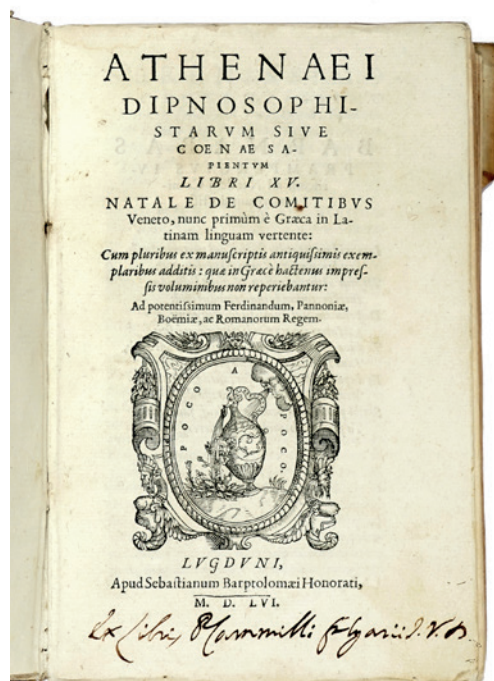 ATHENAEI
DIPNOSOPHI-
STARVM SIVE
COENAE SA-
PIENTVM
LIBRI XV.
NATALE DE COMITIBVS
Veneto, nunc primùm è Græca in La-
tinam linguam vertente:
Cum pluribus ex manuſcriptis antiquiſsimis exem-
plaribus additis: quæ in Græcè hactenus impreſ-
ſis voluminibus non reperiebantur:
Ad potentiſsimum Ferdinandum, Pannoniæ,
Boëmiæ, ac Romanorum Regem.
POCO A POCO.
LVGDVNI,
Apud Sebaſtianum Barptolomæi Honorati,
M. D. LVI.
Ex Libris